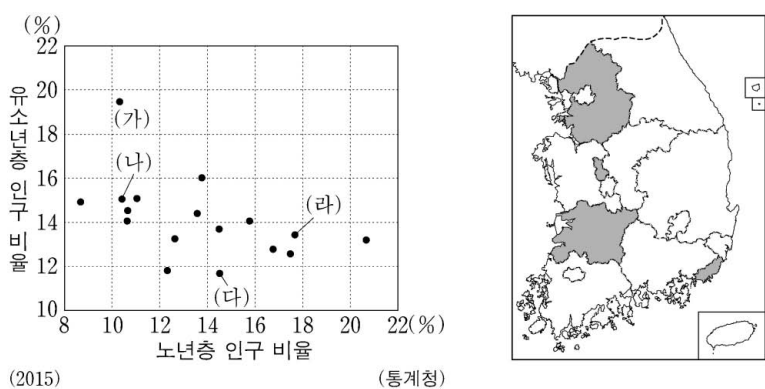 (%)
22
20
18
16
14
12
10
유소년층 인구 비율
(가)
(나)
(라)
(다)
8 10 12 14 16 18 20 22(%)
노년층 인구 비율
(2015) (통계청)